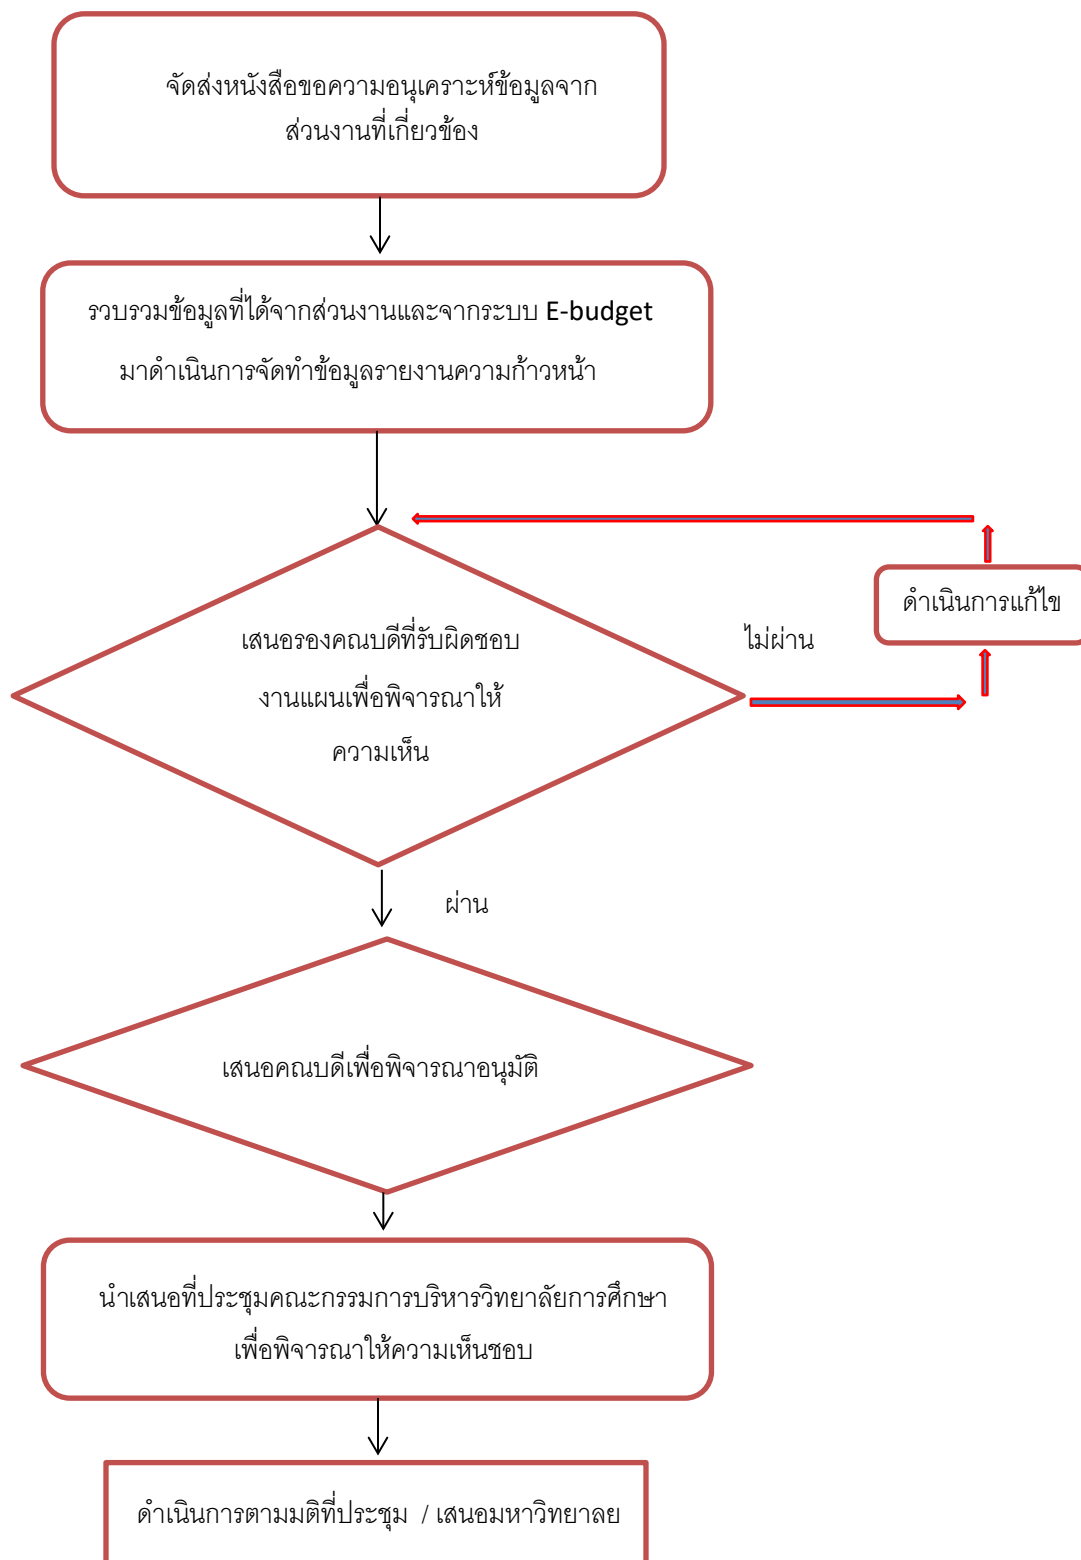 จัดส่งหนังสือขอความอนุเคราะห์ข้อมูลจาก
ส่วนงานที่เกี่ยวข้อง
รวบรวมข้อมูลที่ได้จากส่วนงานและจากระบบ E-budget
มาดำเนินการจัดทำข้อมูลรายงานความก้าวหน้า
ดำเนินการแก้ไข
ไม่ผ่าน
เสนอรองคณบดีที่รับผิดชอบ
งานแผนเพื่อพิจารณาให้
ความเห็น
ผ่าน
เสนอคณบดีเพื่อพิจารณาอนุมัติ
นำเสนอที่ประชุมคณะกรรมการบริหารวิทยาลัยการศึกษา
เพื่อพิจารณาให้ความเห็นชอบ
ดำเนินการตามมติที่ประชุม / เสนอมหาวิทยาลย